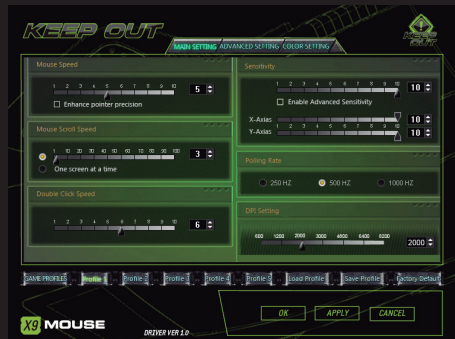 KEEP OUT
KEEP OUT
MAIN SETTING ADVANCED SETTING COLOR SETTING
Mouse Speed
1 2 3 4 5 6 7 8 9 10
5
Enhance pointer precision
Mouse Scroll Speed
1 10 20 30 40 50 60 70 80 90 100
3
One screen at a time
Double Click Speed
1 2 3 4 5 6 7 8 9 10
6
Sensitivity
1 2 3 4 5 6 7 8 9 10
10
Enable Advanced Sensitivity
X-Axias
10
Y-Axias
1 2 3 4 5 6 7 8 9 10
10
Polling Rate
250 HZ 500 HZ 1000 HZ
DPI Setting
600 1200 2000 3200 4800 6400 8200
2000
GAME PROFILES Profile 1 Profile 2 Profile 3 Profile 4 Profile 5 Load Profile Save Profile Factory Default
OK APPLY CANCEL
X9 MOUSE
DRIVER VER 1.0